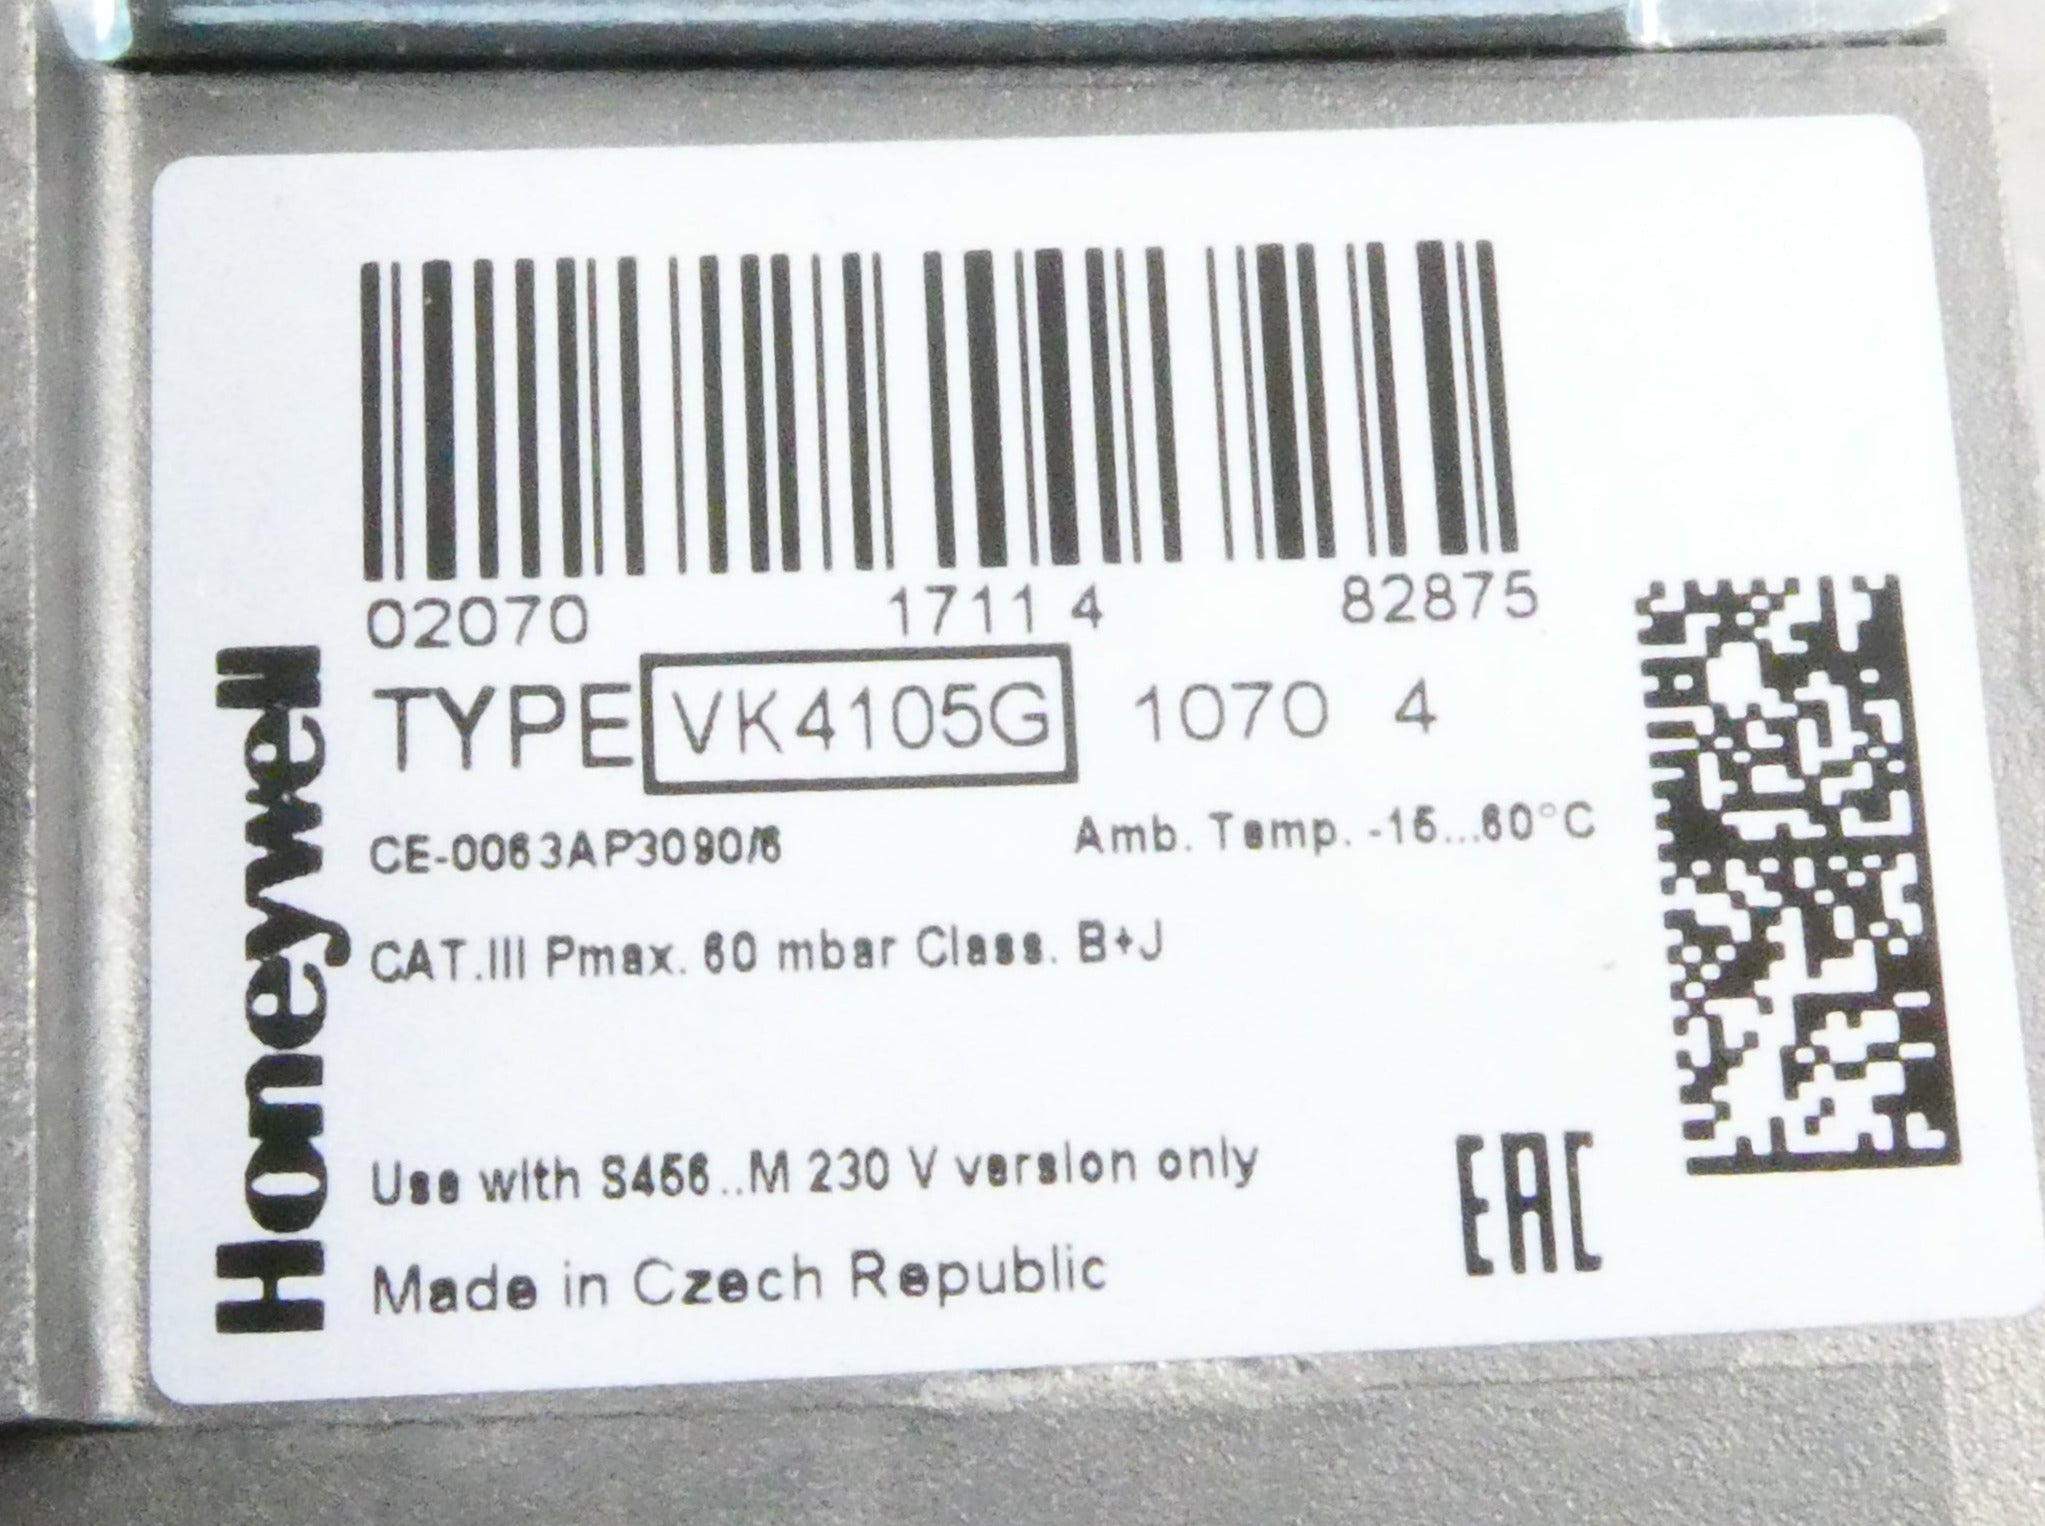 Honeywell
02070 1711 4 82875
TYPE VK4105G 1070 4
CE-0063AP3090/6 Amb. Temp. -15...60°C
CAT.III Pmax. 60 mbar Class. B+J
Use with S456..M 230 V version only
Made in Czech Republic
EAC